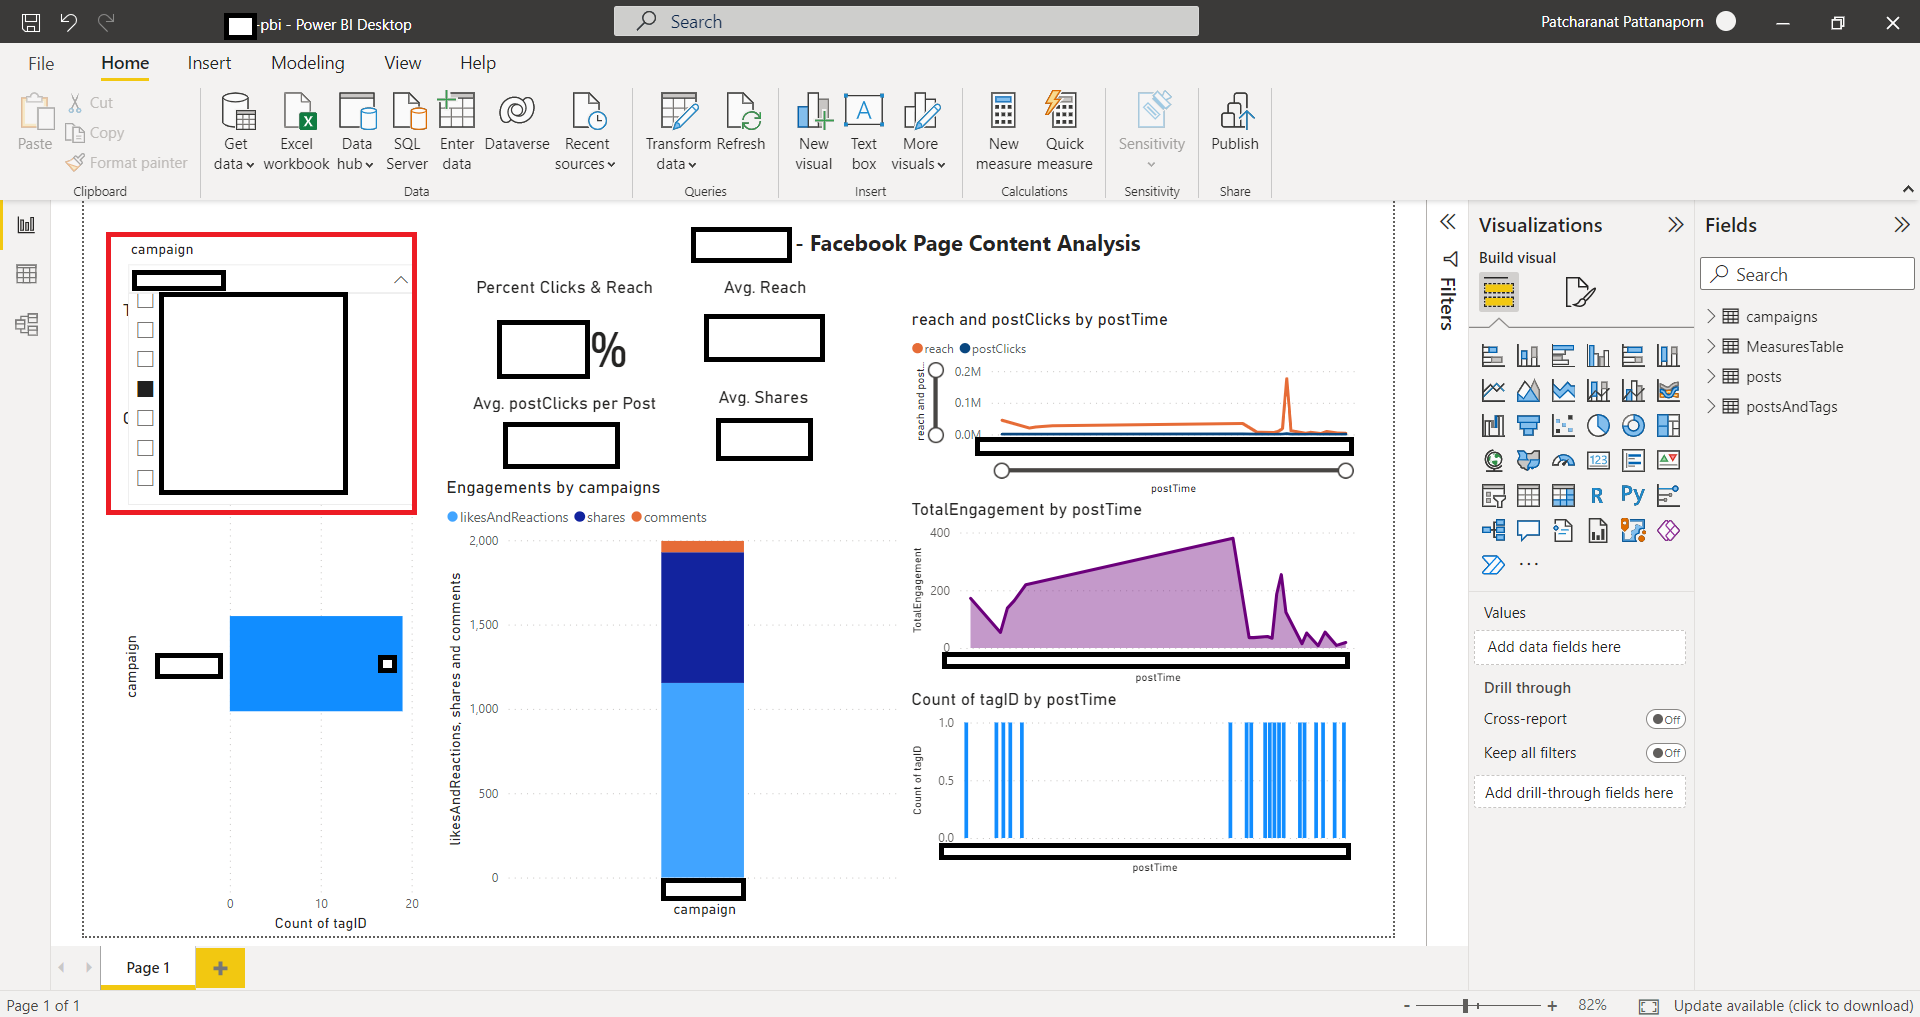 -pbi - Power BI Desktop
Search
Patcharanat Pattanaporn
File
Home
Insert
Modeling
View
Help
Paste
Cut
Copy
Format painter
Clipboard
Get data
Excel workbook
Data hub
SQL Server
Enter data
Dataverse
Recent sources
Data
Transform data
Refresh
Queries
New visual
Text box
More visuals
Insert
New measure
Quick measure
Calculations
Sensitivity
Sensitivity
Publish
Share
campaign
- Facebook Page Content Analysis
Percent Clicks & Reach
%
Avg. Reach
Avg. postClicks per Post
Avg. Shares
Engagements by campaigns
likesAndReactions shares comments
likesAndReactions, shares and comments
2,000
1,500
1,000
500
0
campaign
campaign
0 10 20
Count of tagID
reach and postClicks by postTime
reach postClicks
reach and post...
0.2M
0.1M
0.0M
postTime
TotalEngagement by postTime
TotalEngagement
400
200
0
postTime
Count of tagID by postTime
Count of tagID
1.0
0.5
0.0
postTime
Filters
Visualizations
Build visual
123
R
Py
...
Values
Add data fields here
Drill through
Cross-report
Off
Keep all filters
Off
Add drill-through fields here
Fields
Search
campaigns
MeasuresTable
posts
postsAndTags
Page 1
Page 1 of 1
- + 82%
Update available (click to download)